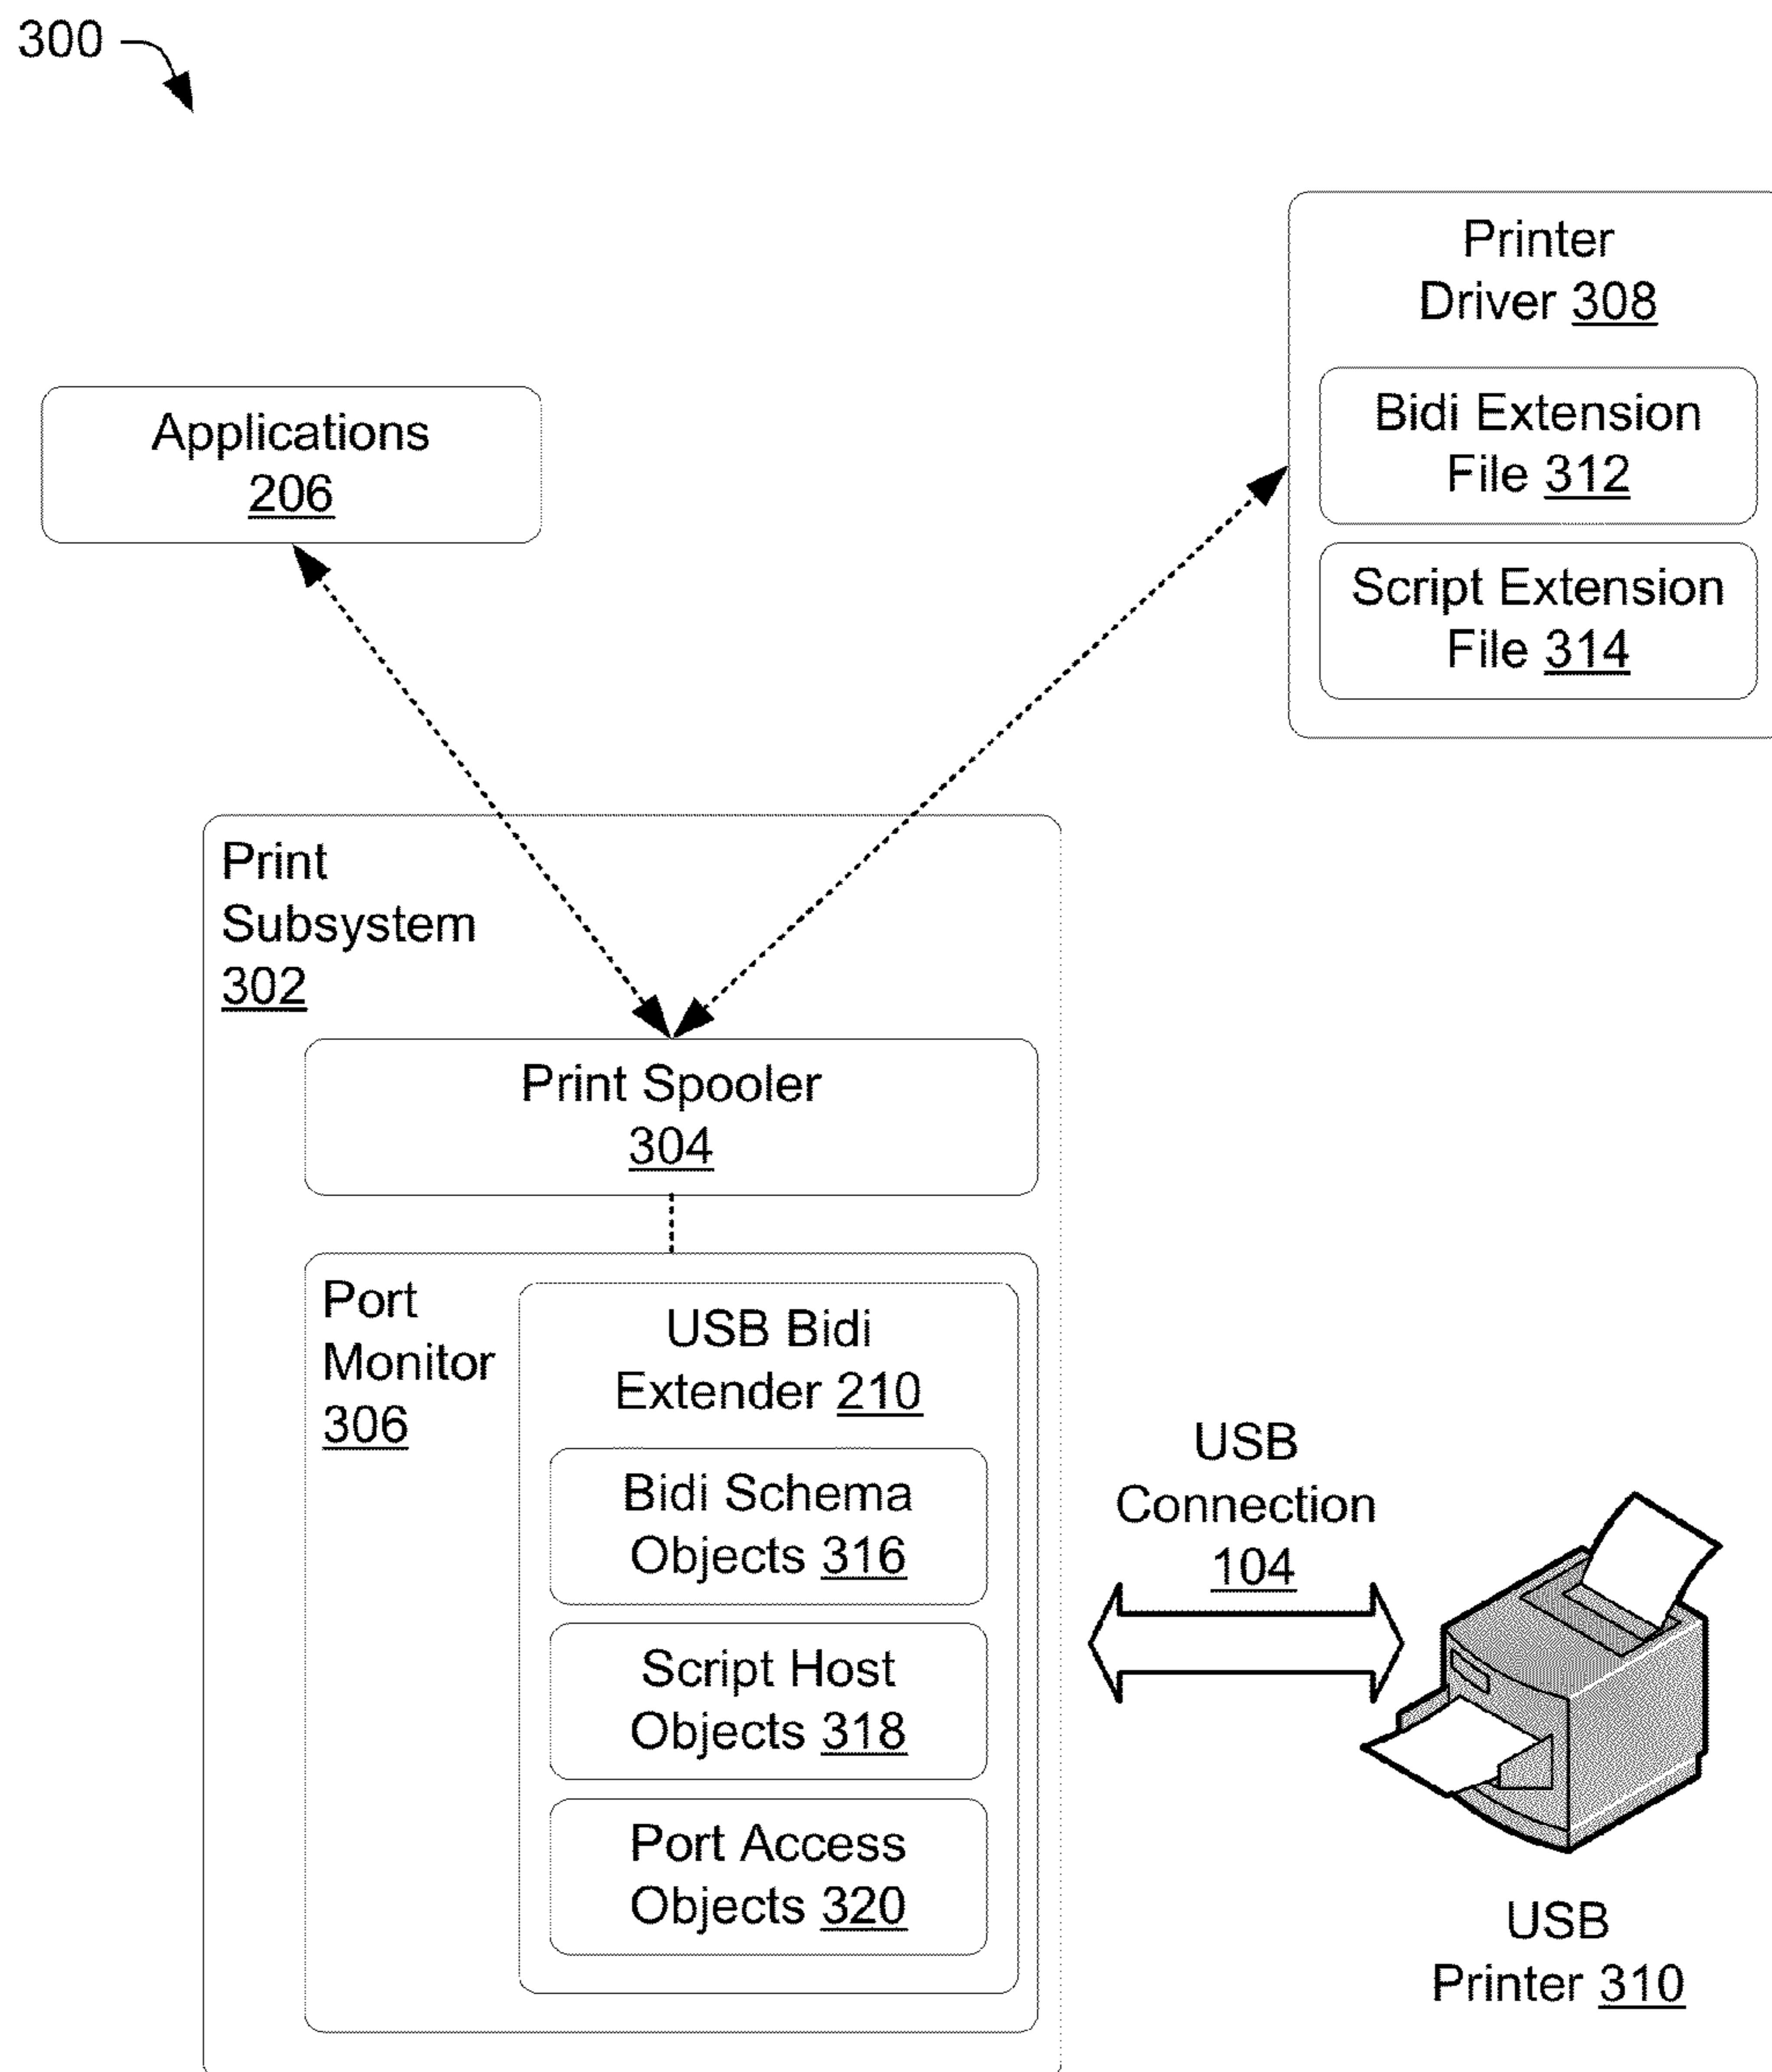 300
Printer
Driver 308
Bidi Extension
File 312
Script Extension
File 314
Applications
206
Print
Subsystem
302
Print Spooler
304
Port
Monitor
306
USB Bidi
Extender 210
Bidi Schema
Objects 316
Script Host
Objects 318
Port Access
Objects 320
USB
Connection
104
USB
Printer 310